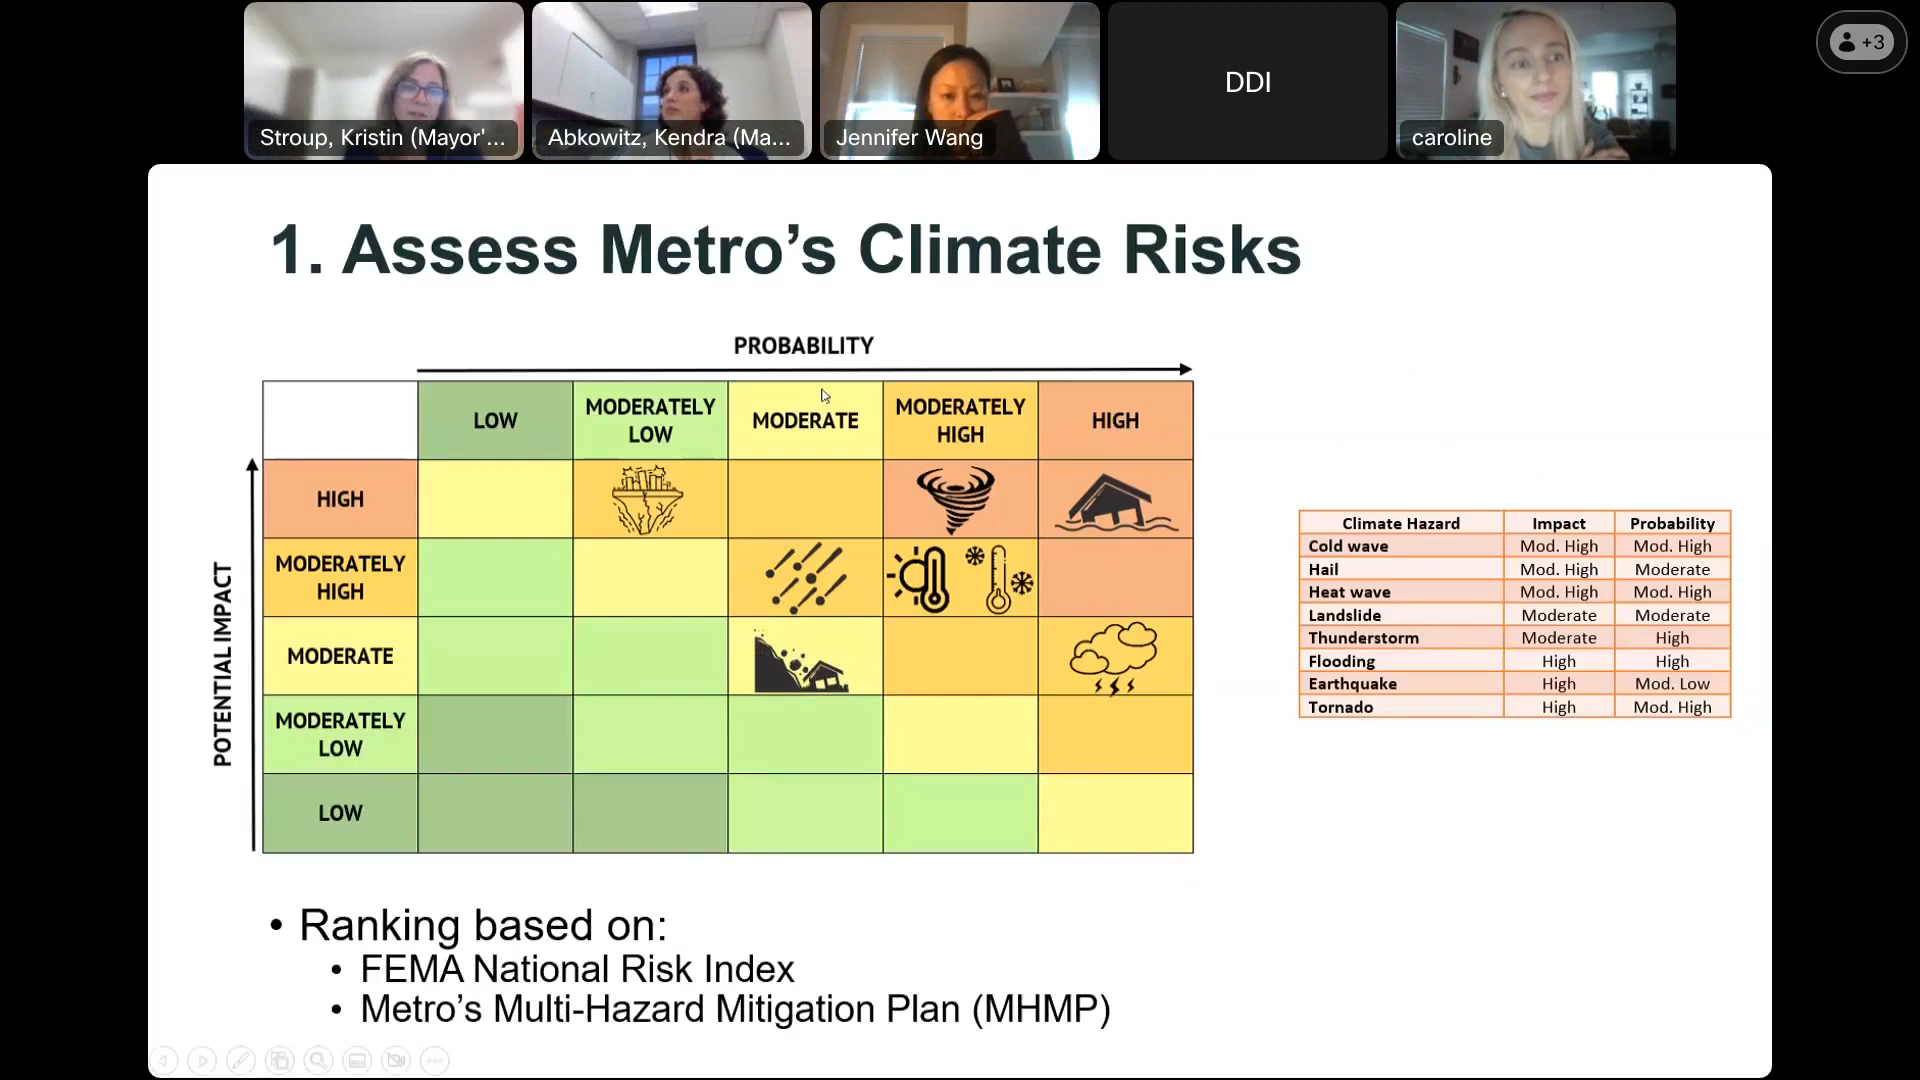 Stroup, Kristin (Mayor'...
Abkowitz, Kendra (Ma...
Jennifer Wang
DDI
caroline
+3
1. Assess Metro’s Climate Risks
PROBABILITY
LOW
MODERATELY
LOW
MODERATE
MODERATELY
HIGH
HIGH
POTENTIAL IMPACT
HIGH
MODERATELY
HIGH
MODERATE
MODERATELY
LOW
LOW
Climate Hazard Impact Probability
Cold wave Mod. High Mod. High
Hail Mod. High Moderate
Heat wave Mod. High Mod. High
Landslide Moderate Moderate
Thunderstorm Moderate High
Flooding High High
Earthquake High Mod. Low
Tornado High Mod. High
• Ranking based on:
• FEMA National Risk Index
• Metro’s Multi-Hazard Mitigation Plan (MHMP)